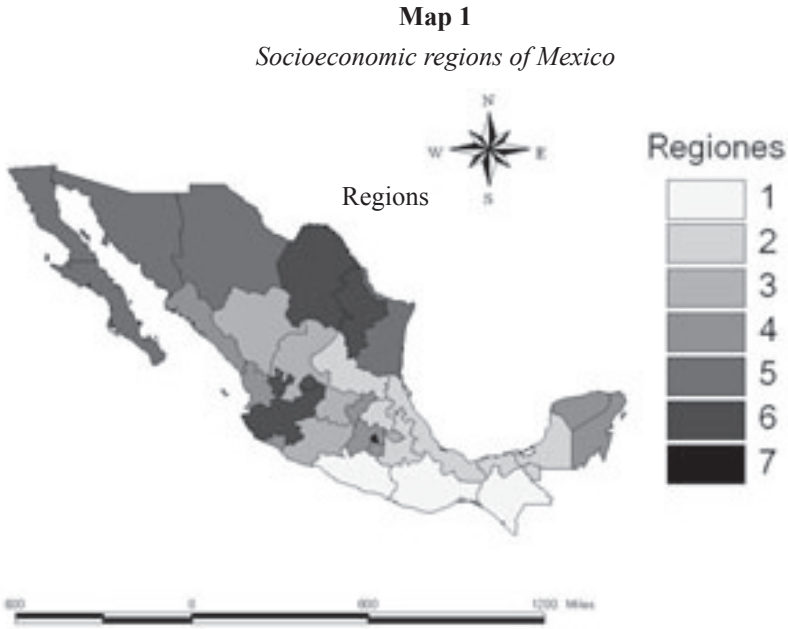 Map 1
Socioeconomic regions of Mexico
N
W E
S
Regions
Regiones
1
2
3
4
5
6
7
600 0 600 1200 Miles